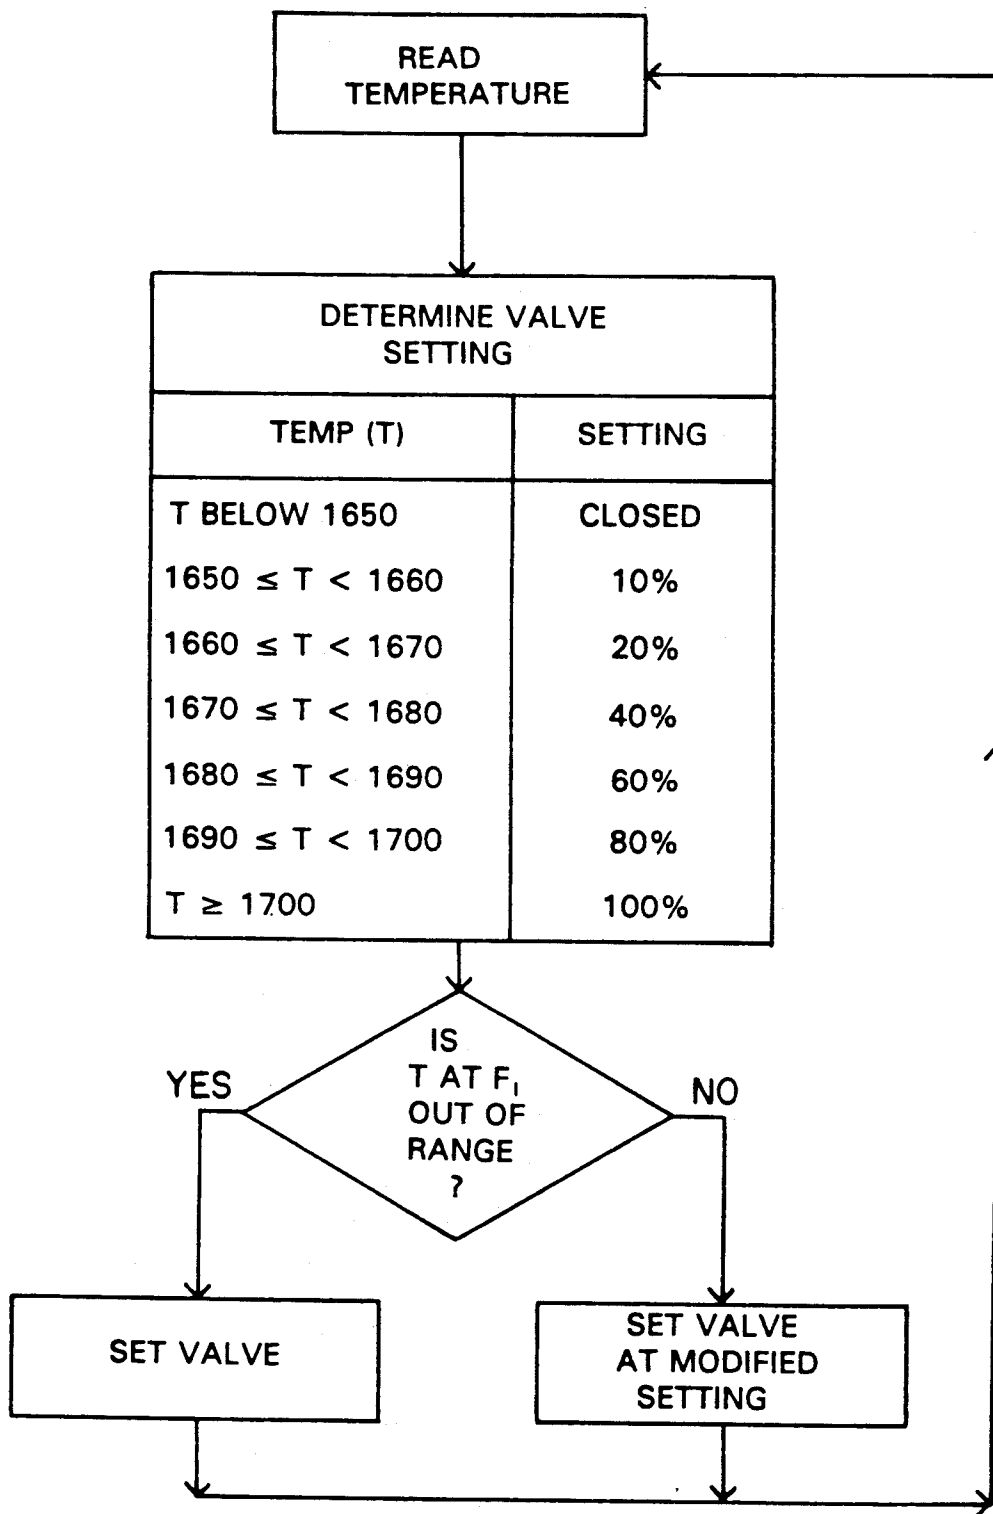 READ
TEMPERATURE
DETERMINE VALVE
SETTING
TEMP (T) SETTING
T BELOW 1650 CLOSED
1650 ≤ T < 1660 10%
1660 ≤ T < 1670 20%
1670 ≤ T < 1680 40%
1680 ≤ T < 1690 60%
1690 ≤ T < 1700 80%
T ≥ 1700 100%
IS
T AT F₁
OUT OF
RANGE
?
YES
NO
SET VALVE
SET VALVE
AT MODIFIED
SETTING